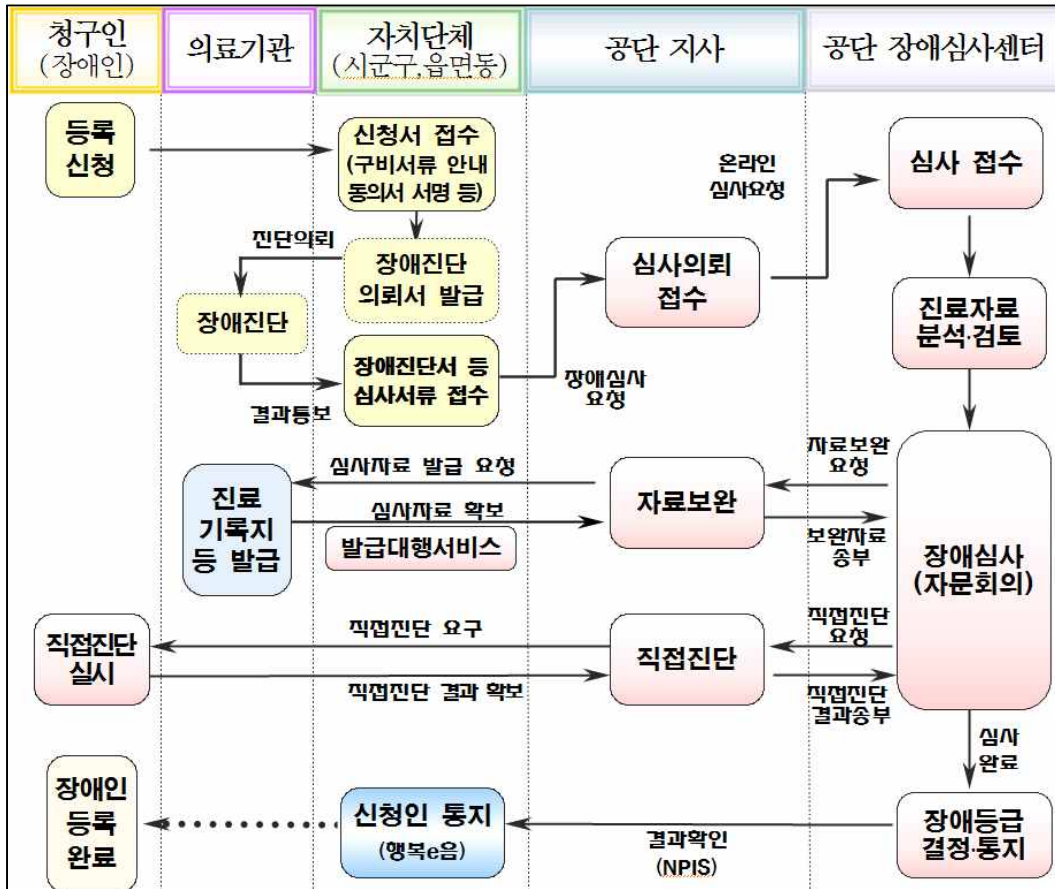 청구인
(장애인)
의료기관
자치단체
(시군구,읍면동)
공단 지사
공단 장애심사센터
등록
신청
신청서 접수
(구비서류 안내
동의서 서명 등)
온라인
심사요청
심사 접수
진단의뢰
장애진단
의뢰서 발급
심사의뢰
접수
장애진단
진료자료
분석·검토
장애진단서 등
심사서류 접수
장애심사
요청
결과통보
심사자료 발급 요청
자료보완
요청
진료
기록지
등 발급
심사자료 확보
발급대행서비스
자료보완
보완자료
송부
장애심사
(자문회의)
직접진단 요구
직접진단
요청
직접진단
실시
직접진단
직접진단 결과 확보
직접진단
결과송부
심사
완료
장애인
등록
완료
신청인 통지
(행복e음)
결과확인
(NPIS)
장애등급
결정·통지